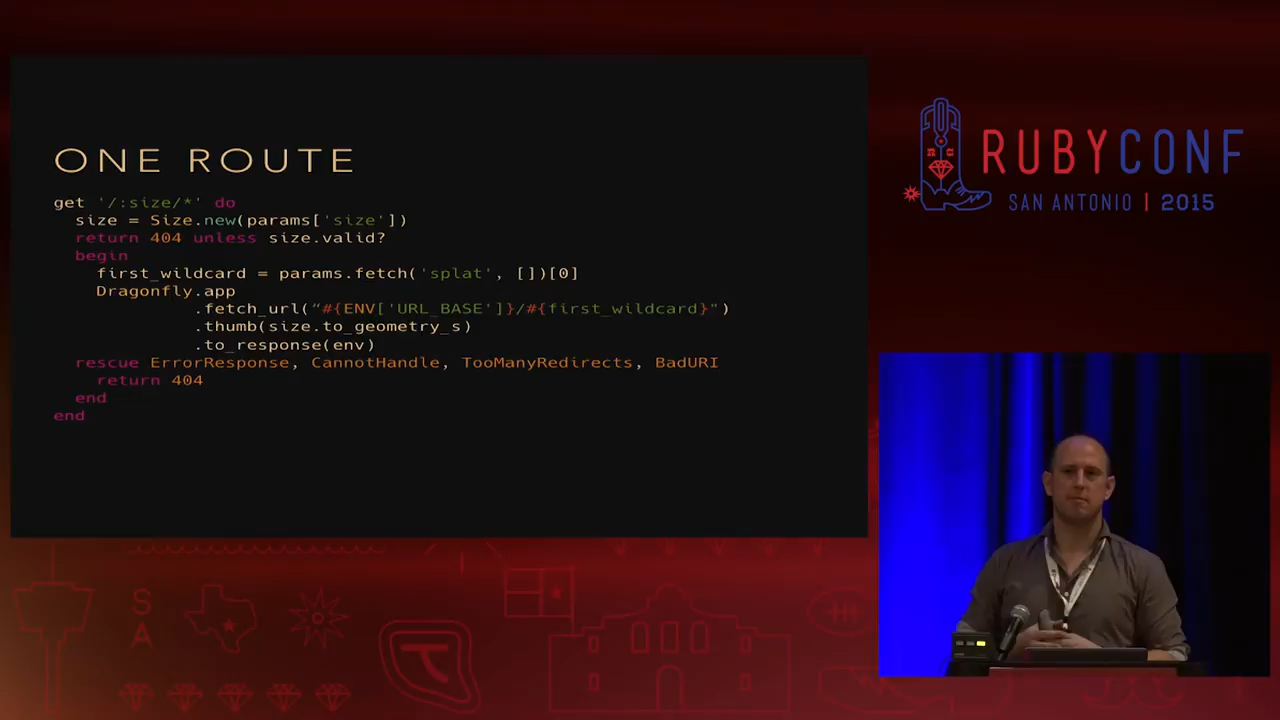 ONE ROUTE
get '/:size/*' do
  size = Size.new(params['size'])
  return 404 unless size.valid?
  begin
    first_wildcard = params.fetch('splat', [])[0]
    Dragonfly.app
             .fetch_url(“#{ENV['URL_BASE']}/#{first_wildcard}")
             .thumb(size.to_geometry_s)
             .to_response(env)
  rescue ErrorResponse, CannotHandle, TooManyRedirects, BadURI
    return 404
  end
end
RUBYCONF
SAN ANTONIO | 2015
S
A